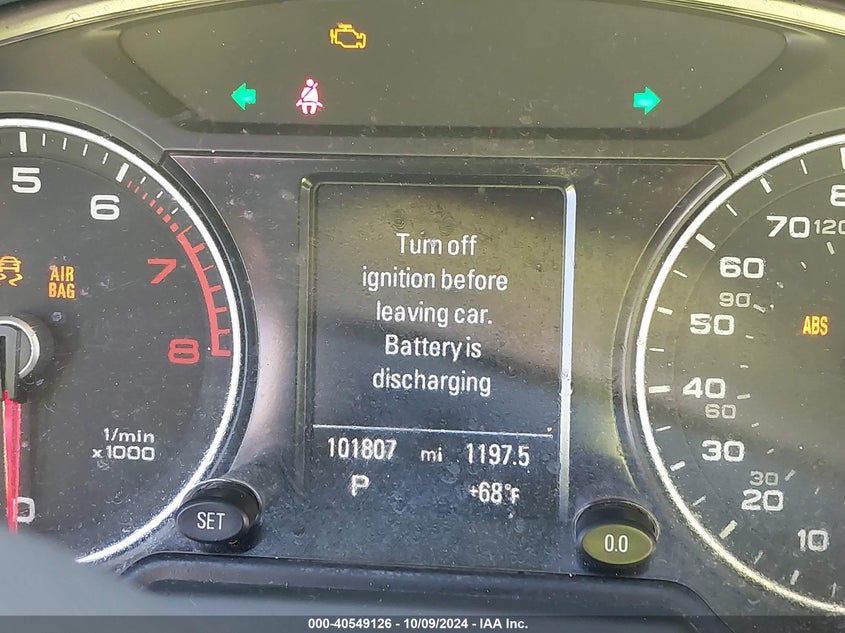 5
6
7
8
AIR
BAG
1/min
x1000
0
SET
Turn off
ignition before
leaving car.
Battery is
discharging
101807 mi 1197.5
P +68°F
0.0
8
70 120
60
90
50
ABS
40
60
30
30
20
10
000-40549126 - 10/09/2024 - IAA Inc.